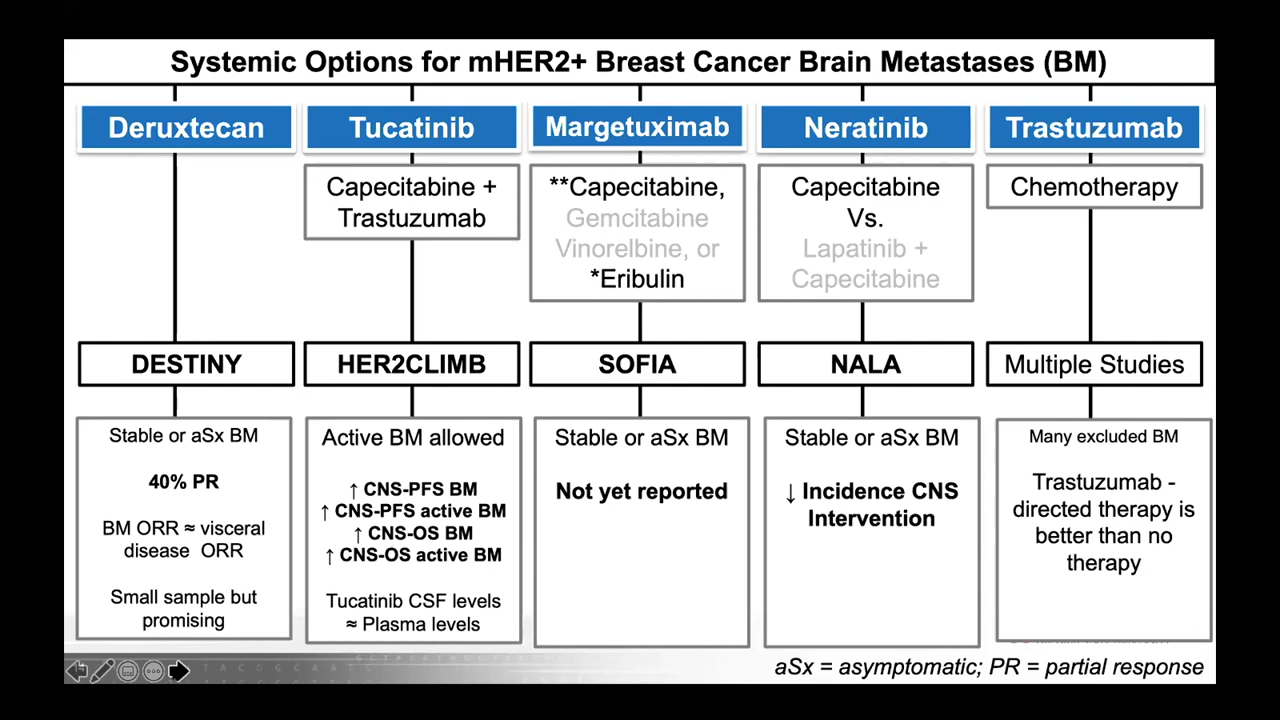 Systemic Options for mHER2+ Breast Cancer Brain Metastases (BM)
Deruxtecan
Tucatinib
Margetuximab
Neratinib
Trastuzumab
Capecitabine +
Trastuzumab
**Capecitabine,
Gemcitabine
Vinorelbine, or
*Eribulin
Capecitabine
Vs.
Lapatinib +
Capecitabine
Chemotherapy
DESTINY
HER2CLIMB
SOFIA
NALA
Multiple Studies
Stable or aSx BM
40% PR
BM ORR ≈ visceral
disease ORR
Small sample but
promising
Active BM allowed
↑ CNS-PFS BM
↑ CNS-PFS active BM
↑ CNS-OS BM
↑ CNS-OS active BM
Tucatinib CSF levels
≈ Plasma levels
Stable or aSx BM
Not yet reported
Stable or aSx BM
↓ Incidence CNS
Intervention
Many excluded BM
Trastuzumab -
directed therapy is
better than no
therapy
aSx = asymptomatic; PR = partial response